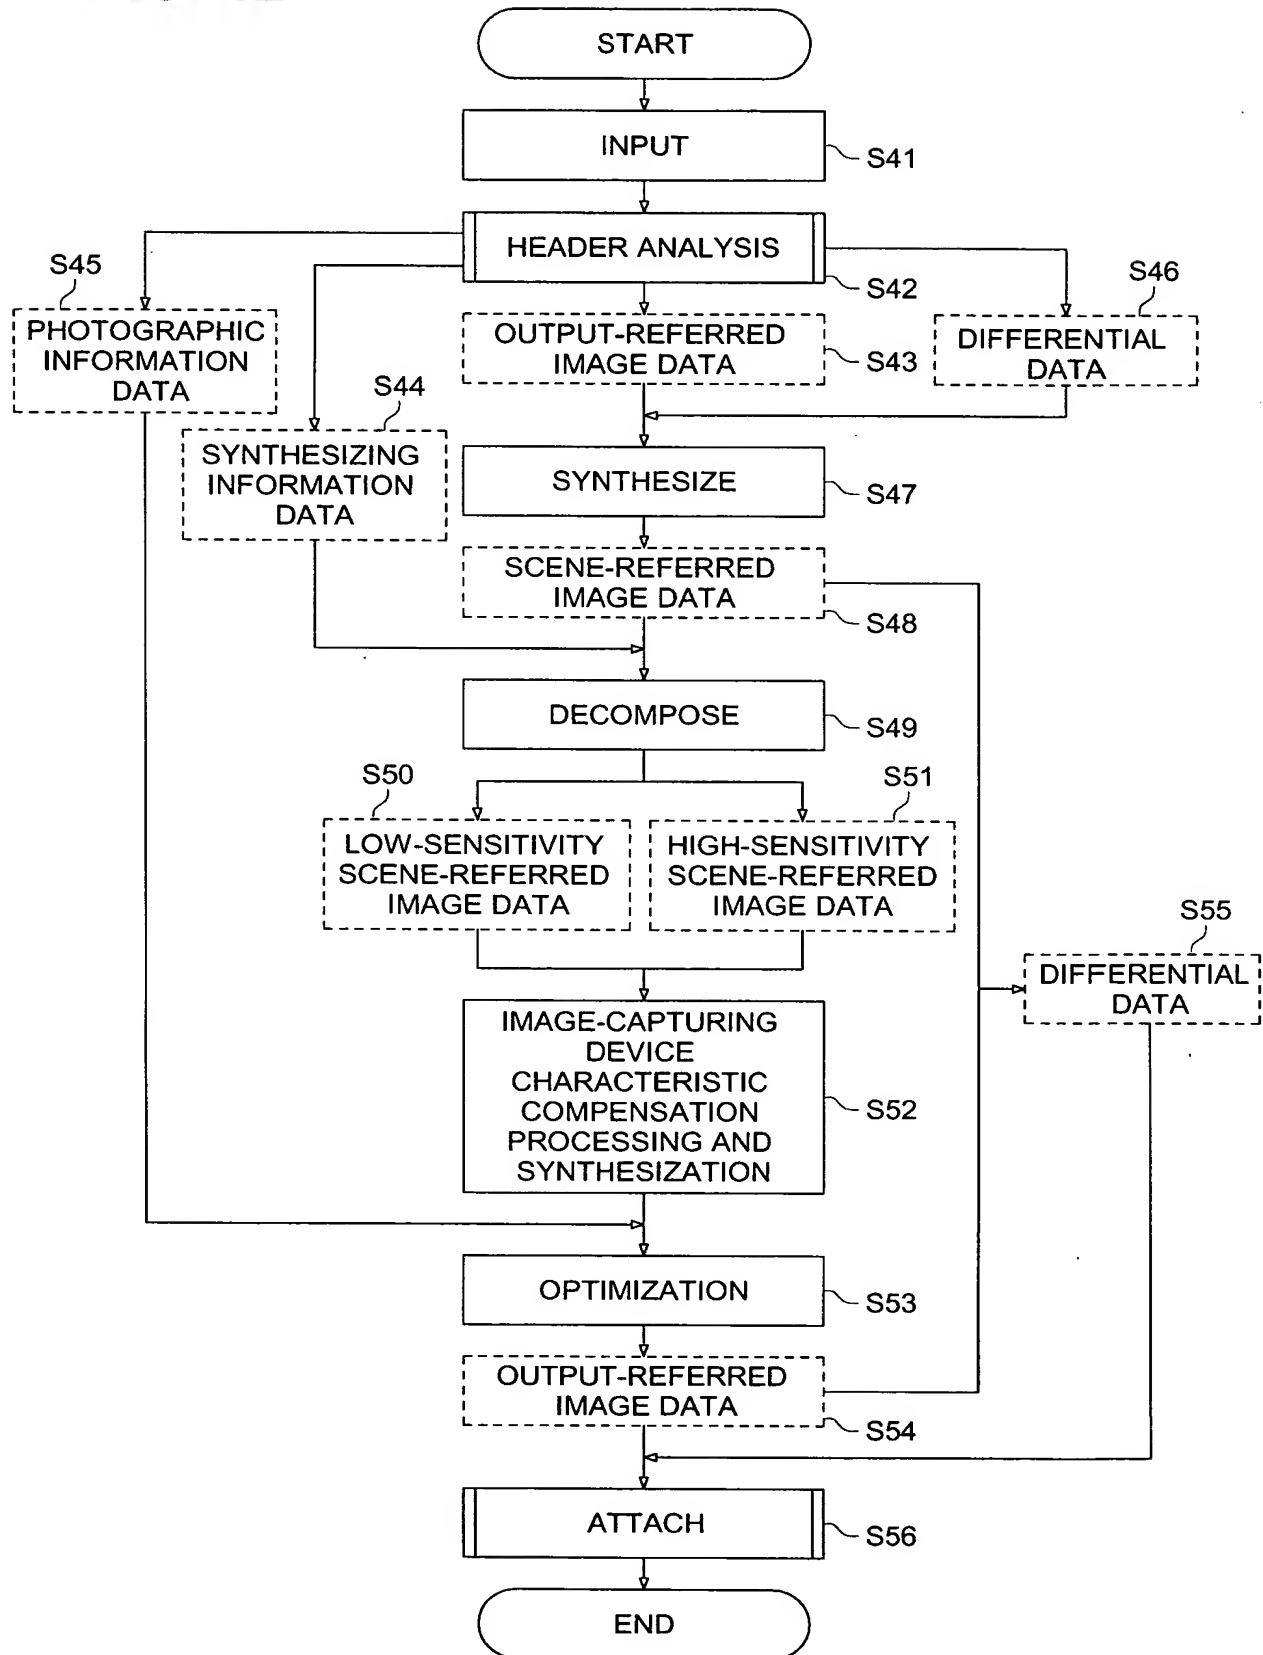 START
INPUT
S41
HEADER ANALYSIS
S42
S45
PHOTOGRAPHIC
INFORMATION
DATA
S44
SYNTHESIZING
INFORMATION
DATA
OUTPUT-REFERRED
IMAGE DATA
S43
S46
DIFFERENTIAL
DATA
SYNTHESIZE
S47
SCENE-REFERRED
IMAGE DATA
S48
DECOMPOSE
S49
S50
LOW-SENSITIVITY
SCENE-REFERRED
IMAGE DATA
S51
HIGH-SENSITIVITY
SCENE-REFERRED
IMAGE DATA
S55
DIFFERENTIAL
DATA
IMAGE-CAPTURING
DEVICE
CHARACTERISTIC
COMPENSATION
PROCESSING AND
SYNTHESIZATION
S52
OPTIMIZATION
S53
OUTPUT-REFERRED
IMAGE DATA
S54
ATTACH
S56
END